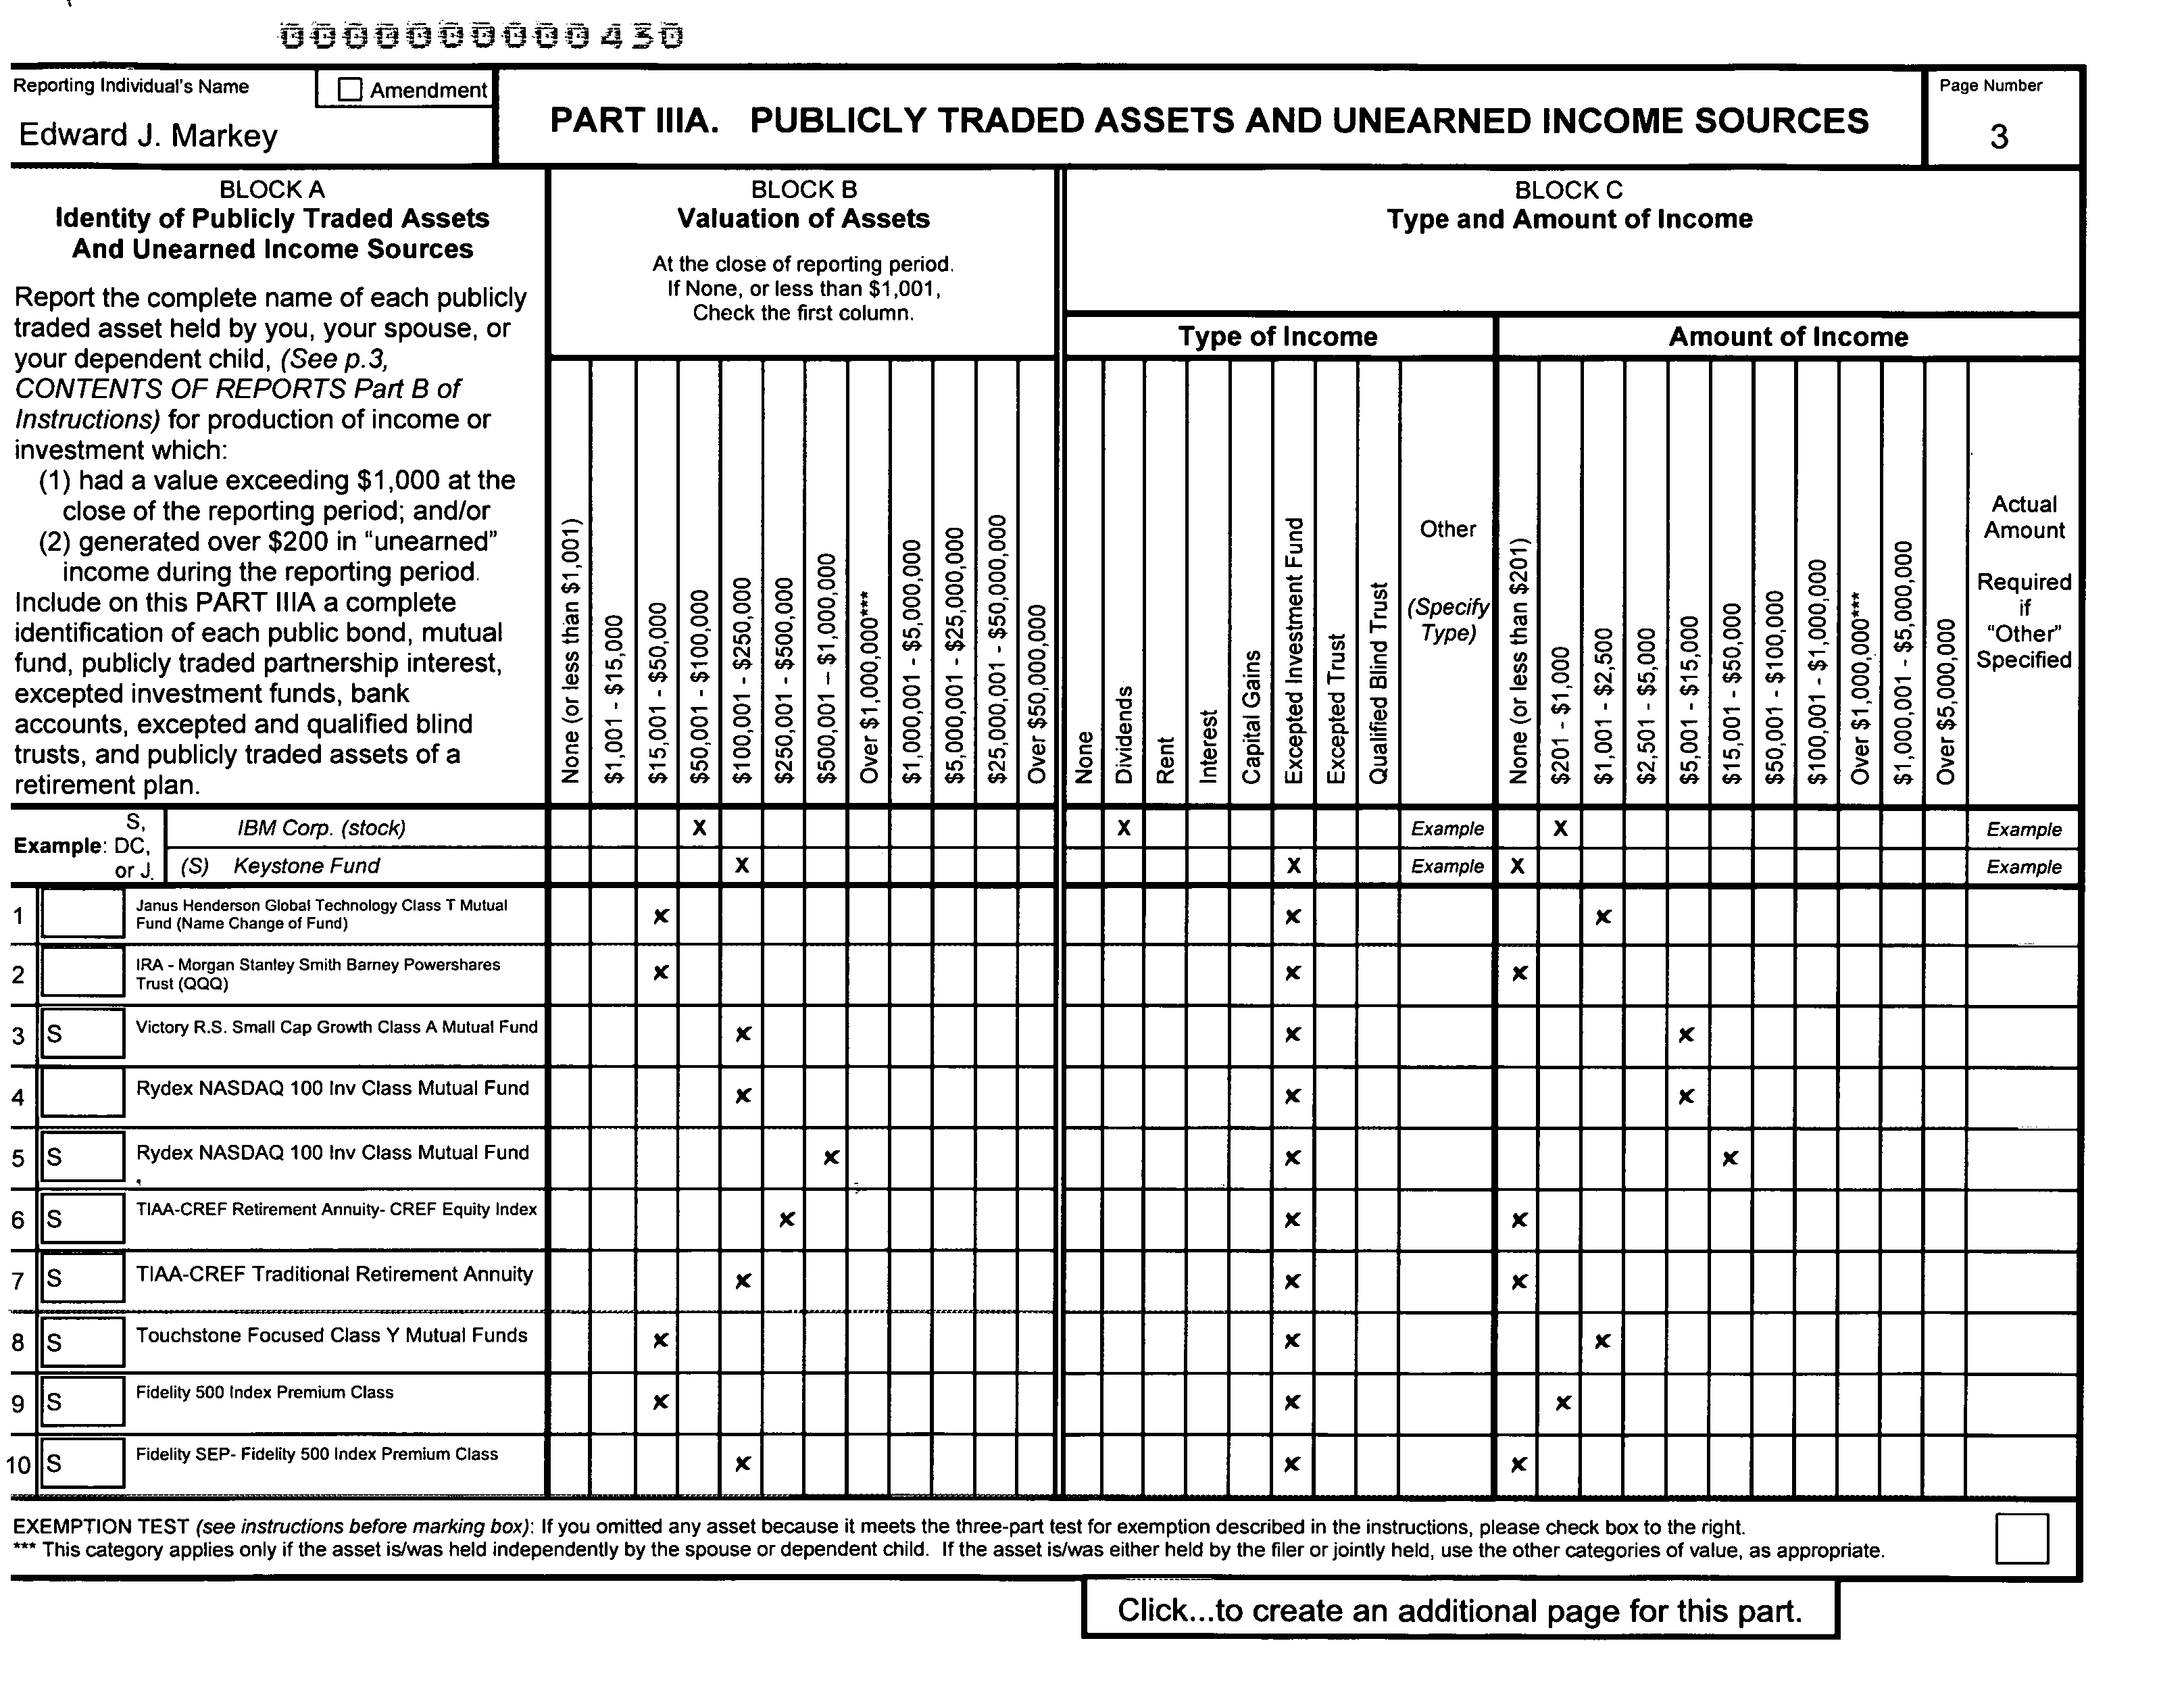 0000000000430
Reporting Individual's Name
Amendment
Edward J. Markey
PART IIIA. PUBLICLY TRADED ASSETS AND UNEARNED INCOME SOURCES
Page Number
3
BLOCK A
Identity of Publicly Traded Assets
And Unearned Income Sources
Report the complete name of each publicly
traded asset held by you, your spouse, or
your dependent child, (See p.3,
CONTENTS OF REPORTS Part B of
Instructions) for production of income or
investment which:
(1) had a value exceeding $1,000 at the
close of the reporting period; and/or
(2) generated over $200 in “unearned”
income during the reporting period.
Include on this PART IIIA a complete
identification of each public bond, mutual
fund, publicly traded partnership interest,
excepted investment funds, bank
accounts, excepted and qualified blind
trusts, and publicly traded assets of a
retirement plan.
BLOCK B
Valuation of Assets
At the close of reporting period.
If None, or less than $1,001,
Check the first column.
BLOCK C
Type and Amount of Income
Type of Income
Amount of Income
None (or less than $1,001)
$1,001 - $15,000
$15,001 - $50,000
$50,001 - $100,000
$100,001 - $250,000
$250,001 - $500,000
$500,001 – $1,000,000
Over $1,000,000***
$1,000,001 - $5,000,000
$5,000,001 - $25,000,000
$25,000,001 - $50,000,000
Over $50,000,000
None
Dividends
Rent
Interest
Capital Gains
Excepted Investment Fund
Excepted Trust
Qualified Blind Trust
Other
(Specify
Type)
None (or less than $201)
$201 - $1,000
$1,001 - $2,500
$2,501 - $5,000
$5,001 - $15,000
$15,001 - $50,000
$50,001 - $100,000
$100,001 - $1,000,000
Over $1,000,000***
$1,000,001 - $5,000,000
Over $5,000,000
Actual
Amount
Required
if
“Other”
Specified
Example:
S,
DC,
or J.
IBM Corp. (stock) X X Example X Example
(S) Keystone Fund X X Example X Example
1 Janus Henderson Global Technology Class T Mutual
Fund (Name Change of Fund) x x x
2 IRA - Morgan Stanley Smith Barney Powershares
Trust (QQQ) x x x
3 S Victory R.S. Small Cap Growth Class A Mutual Fund x x x
4 Rydex NASDAQ 100 Inv Class Mutual Fund x x x
5 S Rydex NASDAQ 100 Inv Class Mutual Fund x x x
6 S TIAA-CREF Retirement Annuity- CREF Equity Index x x x
7 S TIAA-CREF Traditional Retirement Annuity x x x
8 S Touchstone Focused Class Y Mutual Funds x x x
9 S Fidelity 500 Index Premium Class x x x
10 S Fidelity SEP- Fidelity 500 Index Premium Class x x x
EXEMPTION TEST (see instructions before marking box): If you omitted any asset because it meets the three-part test for exemption described in the instructions, please check box to the right.
*** This category applies only if the asset is/was held independently by the spouse or dependent child. If the asset is/was either held by the filer or jointly held, use the other categories of value, as appropriate.
Click...to create an additional page for this part.